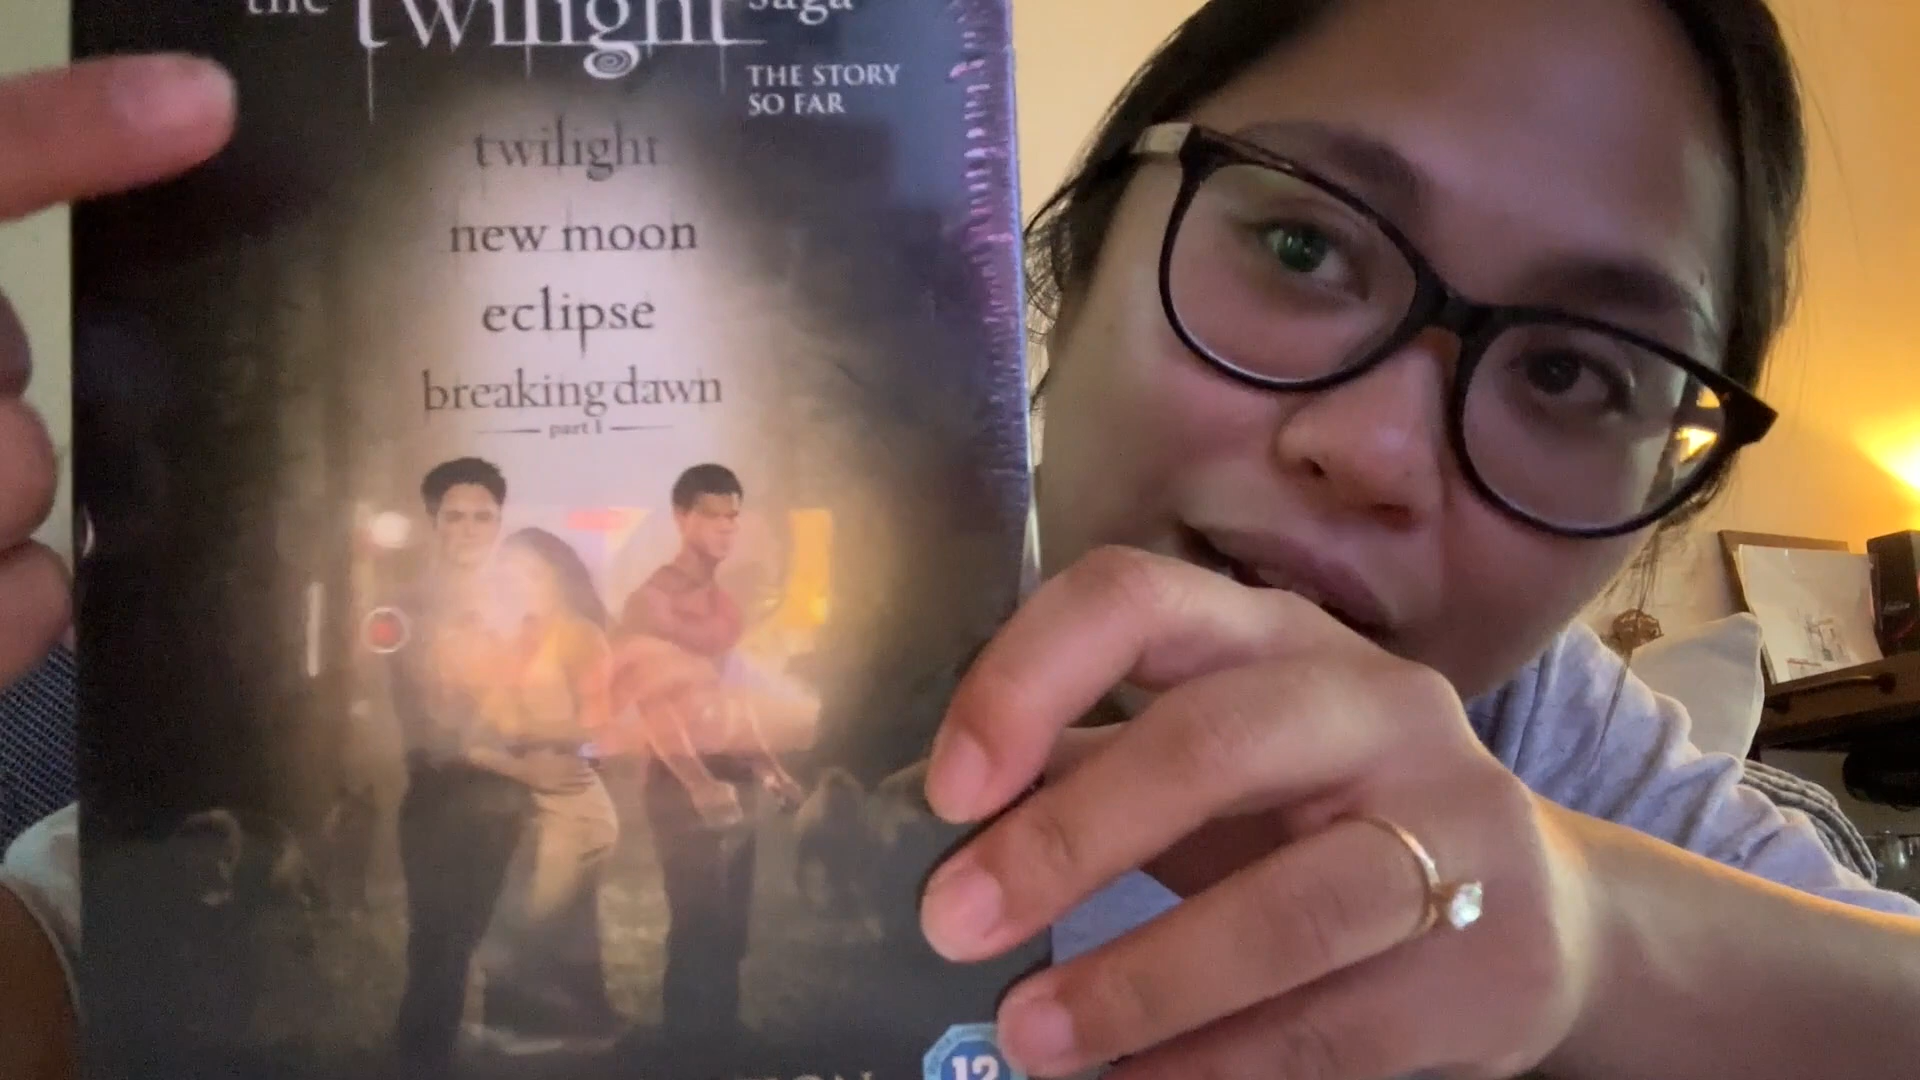 the twilight saga
THE STORY
SO FAR
twilight
new moon
eclipse
breaking dawn
part 1
12